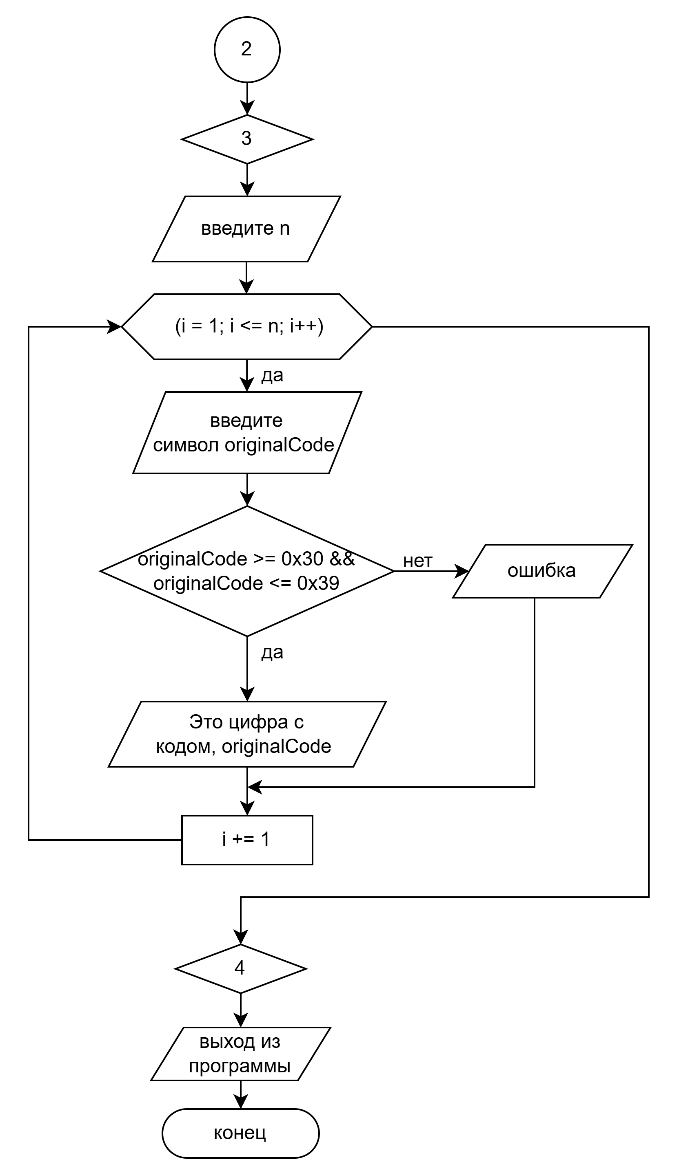 2
3
введите n
(i = 1; i <= n; i++)
да
введите
символ originalCode
originalCode >= 0x30 &&
originalCode <= 0x39
нет
ошибка
да
Это цифра с
кодом, originalCode
i += 1
4
выход из
программы
конец